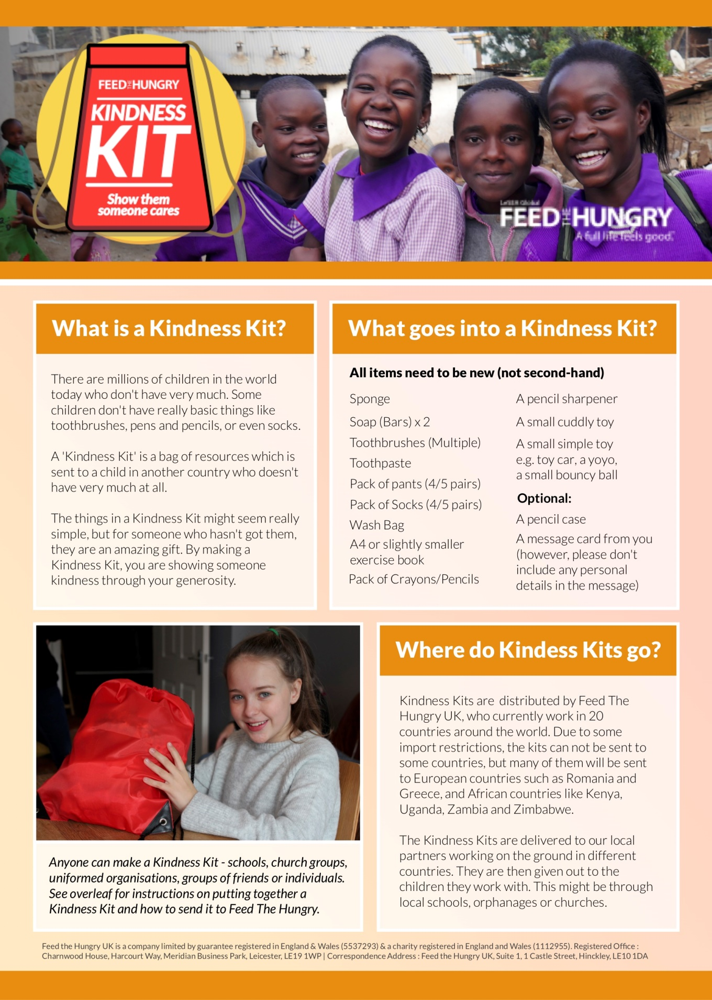 FEED THE HUNGRY
KINDNESS
KIT
Show them
someone cares
LeSEA Global
FEED THE HUNGRY
A full life feels good.
What is a Kindness Kit?
There are millions of children in the world
today who don't have very much. Some
children don't have really basic things like
toothbrushes, pens and pencils, or even socks.
A 'Kindness Kit' is a bag of resources which is
sent to a child in another country who doesn't
have very much at all.
The things in a Kindness Kit might seem really
simple, but for someone who hasn't got them,
they are an amazing gift. By making a
Kindness Kit, you are showing someone
kindness through your generosity.
What goes into a Kindness Kit?
All items need to be new (not second-hand)
Sponge
Soap (Bars) x 2
Toothbrushes (Multiple)
Toothpaste
Pack of pants (4/5 pairs)
Pack of Socks (4/5 pairs)
Wash Bag
A4 or slightly smaller
exercise book
Pack of Crayons/Pencils
A pencil sharpener
A small cuddly toy
A small simple toy
e.g. toy car, a yoyo,
a small bouncy ball
Optional:
A pencil case
A message card from you
(however, please don't
include any personal
details in the message)
Anyone can make a Kindness Kit - schools, church groups,
uniformed organisations, groups of friends or individuals.
See overleaf for instructions on putting together a
Kindness Kit and how to send it to Feed The Hungry.
Where do Kindess Kits go?
Kindness Kits are distributed by Feed The
Hungry UK, who currently work in 20
countries around the world. Due to some
import restrictions, the kits can not be sent to
some countries, but many of them will be sent
to European countries such as Romania and
Greece, and African countries like Kenya,
Uganda, Zambia and Zimbabwe.
The Kindness Kits are delivered to our local
partners working on the ground in different
countries. They are then given out to the
children they work with. This might be through
local schools, orphanages or churches.
Feed the Hungry UK is a company limited by guarantee registered in England & Wales (5537293) & a charity registered in England and Wales (1112955). Registered Office :
Charnwood House, Harcourt Way, Meridian Business Park, Leicester, LE19 1WP | Correspondence Address : Feed the Hungry UK, Suite 1, 1 Castle Street, Hinckley, LE10 1DA